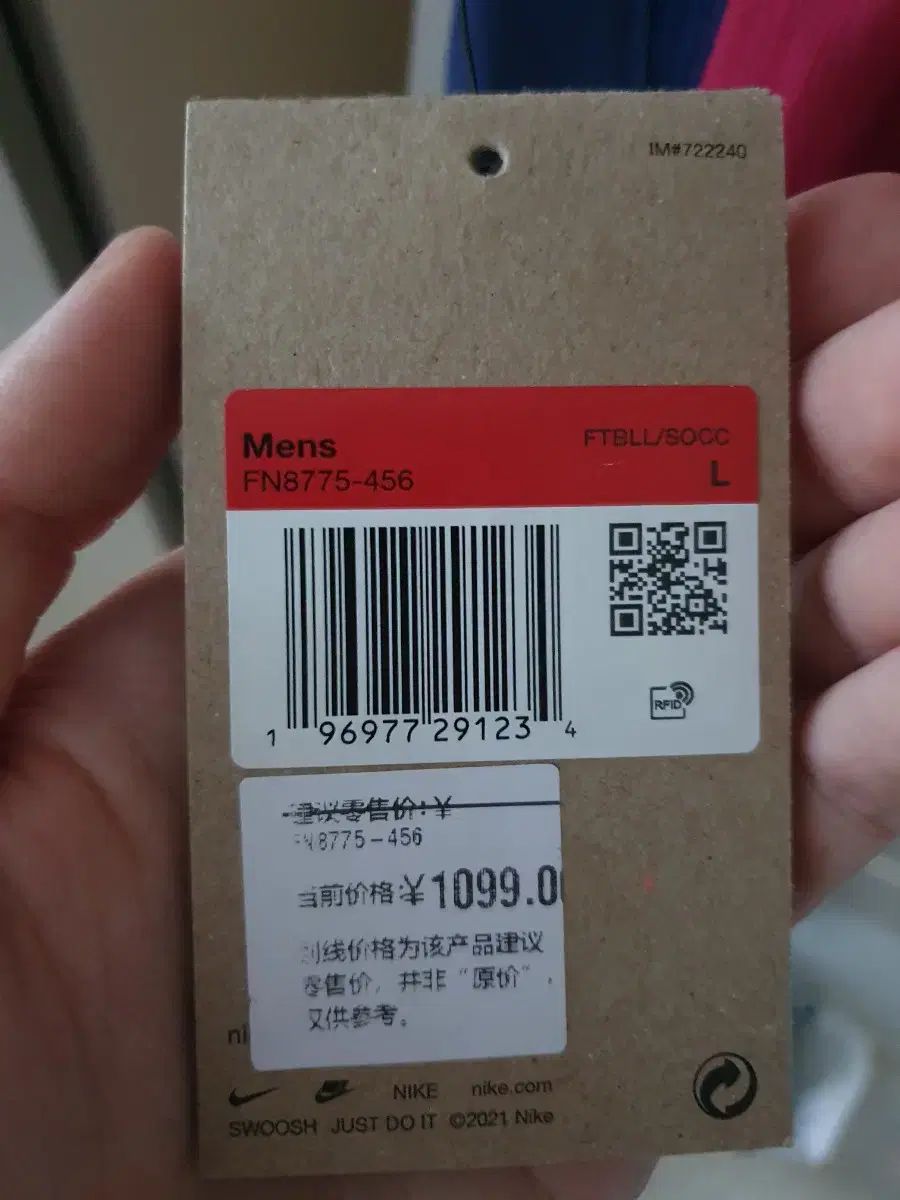 IM#722240
Mens
FTBLL/SOCC
FN8775-456
L
1 96977 29123 4
RFID
建议零售价:¥
FN8775-456
当前价格:¥1099.0
划线价格为该产品建议
零售价, 并非“原价”,
仅供参考。
ni
NIKE nike.com
SWOOSH JUST DO IT ©2021 Nike